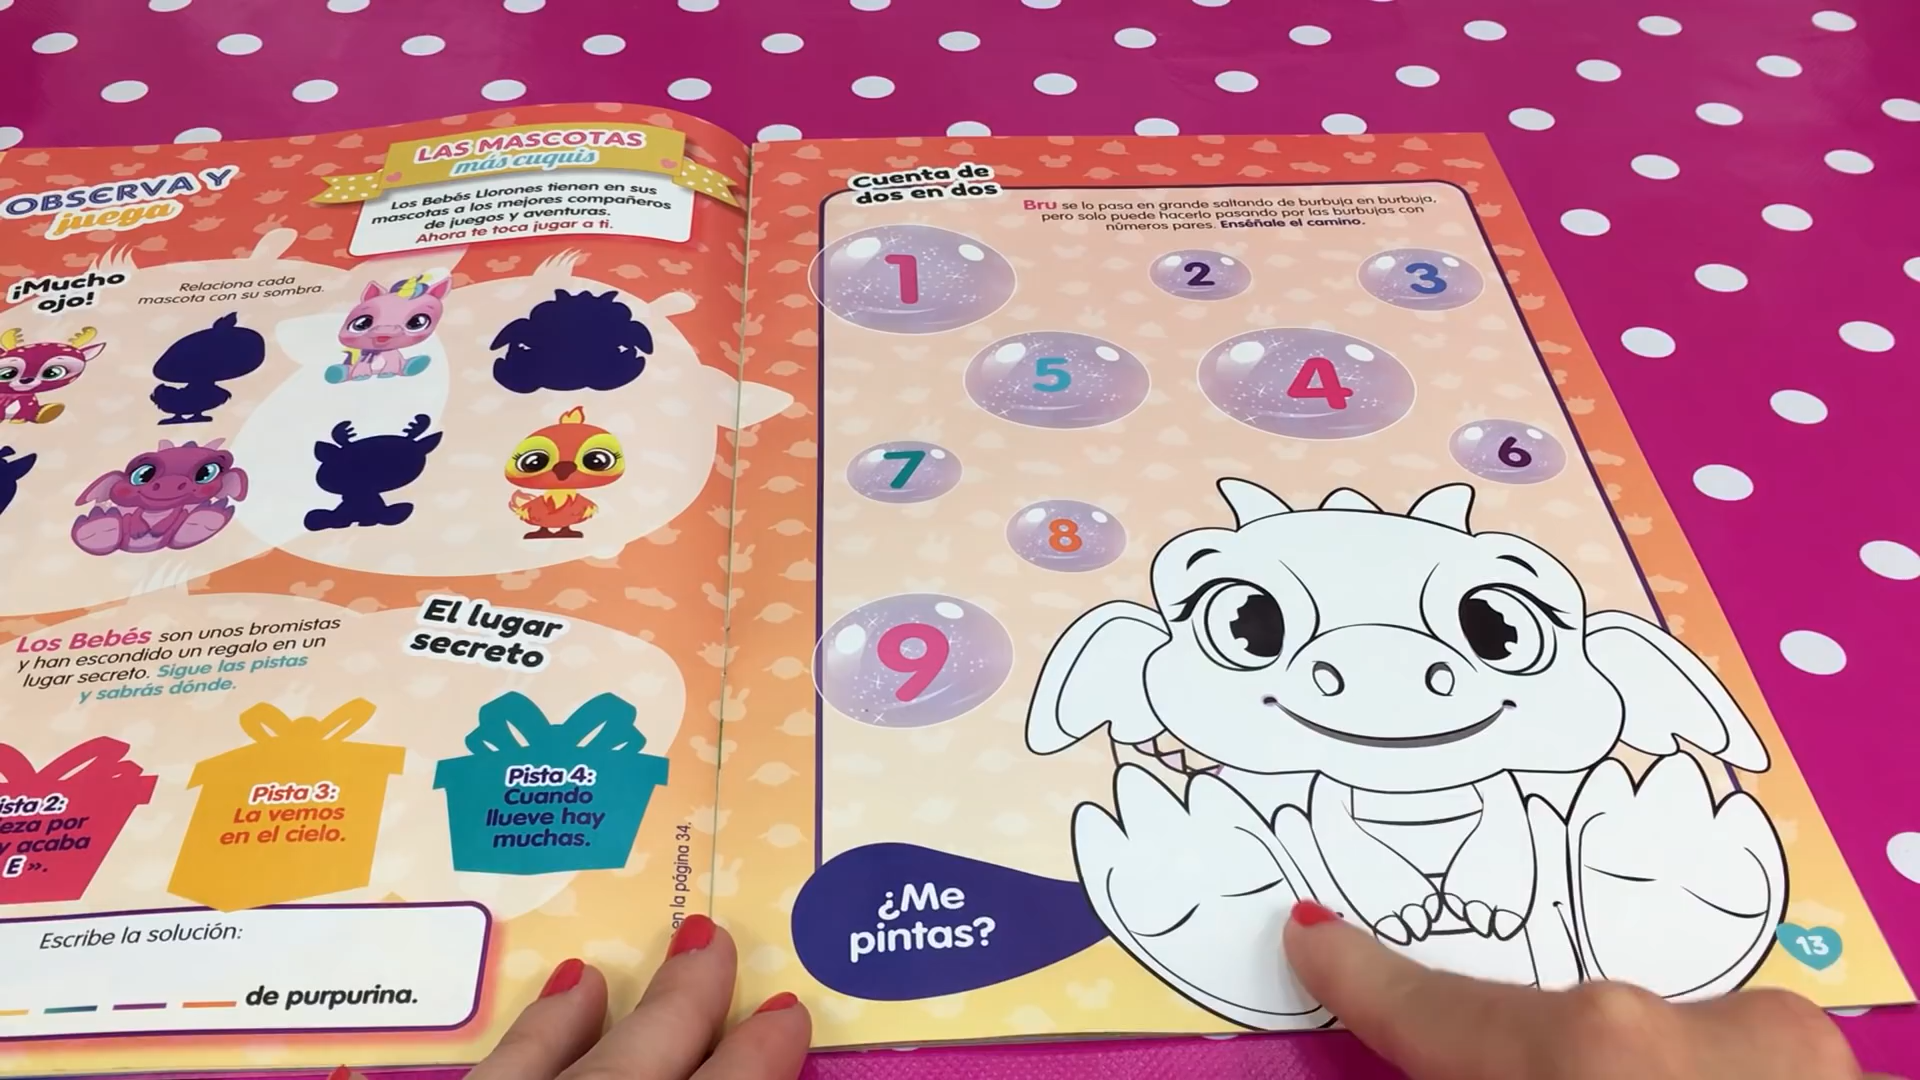 OBSERVA Y
juega
LAS MASCOTAS
más cuquis
Los Bebés Llorones tienen en sus
mascotas a los mejores compañeros
de juegos y aventuras.
Ahora te toca jugar a ti.
¡Mucho
ojo!
Relaciona cada
mascota con su sombra.
Los Bebés son unos bromistas
y han escondido un regalo en un
lugar secreto. Sigue las pistas
y sabrás dónde.
El lugar
secreto
ista 2:
eza por
y acaba
E ».
Pista 3:
La vemos
en el cielo.
Pista 4:
Cuando
llueve hay
muchas.
Escribe la solución:
de purpurina.
en la página 34.
Cuenta de
dos en dos
Bru se lo pasa en grande saltando de burbuja en burbuja,
pero solo puede hacerlo pasando por las burbujas con
números pares. Enséñale el camino.
1
2
3
5
4
7
6
8
9
¿Me
pintas?
13